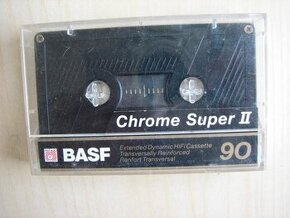 Chrome Super II
BASF
Extended Dynamic HiFi Cassette
Transversally Reinforced
Renfort Transversal
90